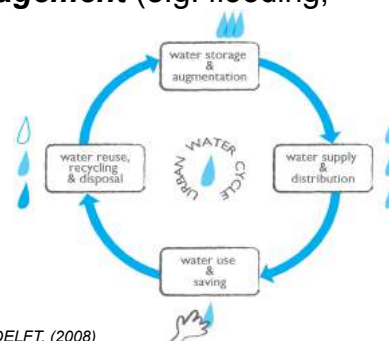 agement (e.g. flooding,
water storage
&
augmentation
water reuse,
recycling
& disposal
URBAN WATER CYCLE
water supply
&
distribution
water use
&
saving
DELFT. (2008)